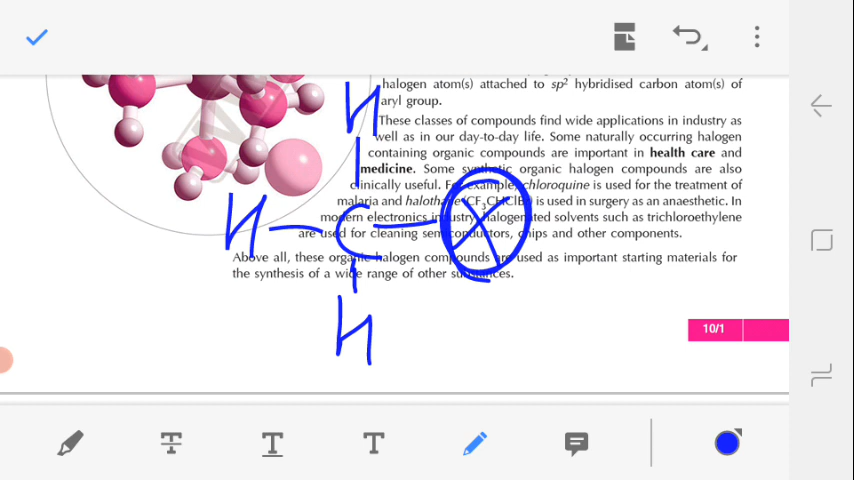 halogen atom(s) attached to sp² hybridised carbon atom(s) of
aryl group.
These classes of compounds find wide applications in industry as
well as in our day-to-day life. Some naturally occurring halogen
containing organic compounds are important in health care and
medicine. Some synthetic organic halogen compounds are also
clinically useful. For example, chloroquine is used for the treatment of
malaria and halothane (CF₃CHClBr) is used in surgery as an anaesthetic. In
modern electronics industry, halogenated solvents such as trichloroethylene
are used for cleaning semiconductors, chips and other components.
Above all, these organic halogen compounds are used as important starting materials for
the synthesis of a wide range of other substances.
H
H C X
H
10/1
T T T